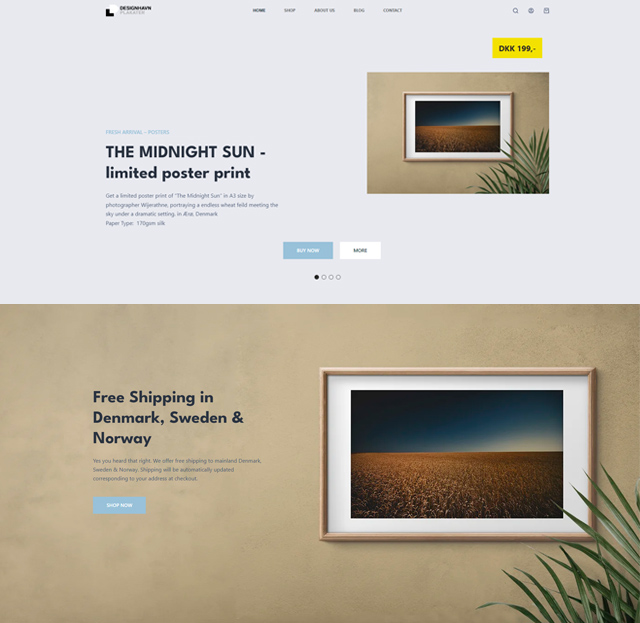 DESIGNHAVN
PLAKATER
HOME SHOP ABOUT US BLOG CONTACT
DKK 199,-
FRESH ARRIVAL - POSTERS
THE MIDNIGHT SUN -
limited poster print
Get a limited poster print of "The Midnight Sun" in A3 size by
photographer Wijerathne, portraying a endless wheat feild meeting the
sky under a dramatic setting, in Ærø, Denmark
Paper Type: 170gsm silk
BUY NOW MORE
Free Shipping in
Denmark, Sweden &
Norway
Yes you heard that right. We offer free shipping to mainland Denmark,
Sweden & Norway. Shipping will be automatically updated
corresponding to your address at checkout.
SHOP NOW